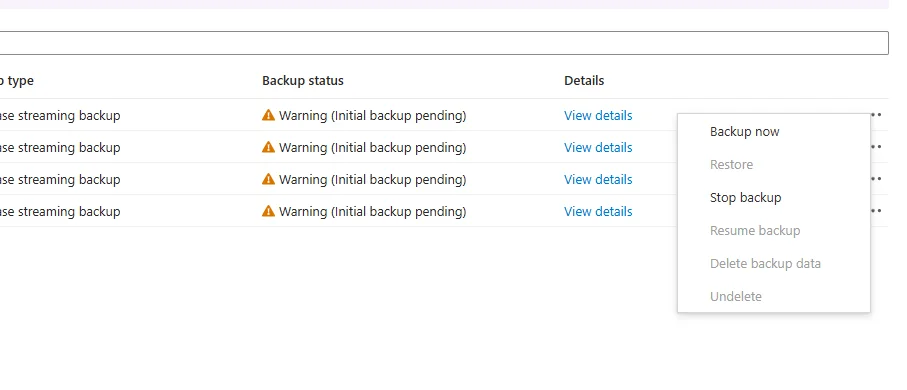 p type Backup status Details
ase streaming backup Warning (Initial backup pending) View details
ase streaming backup Warning (Initial backup pending) View details
ase streaming backup Warning (Initial backup pending) View details
ase streaming backup Warning (Initial backup pending) View details
Backup now
Restore
Stop backup
Resume backup
Delete backup data
Undelete